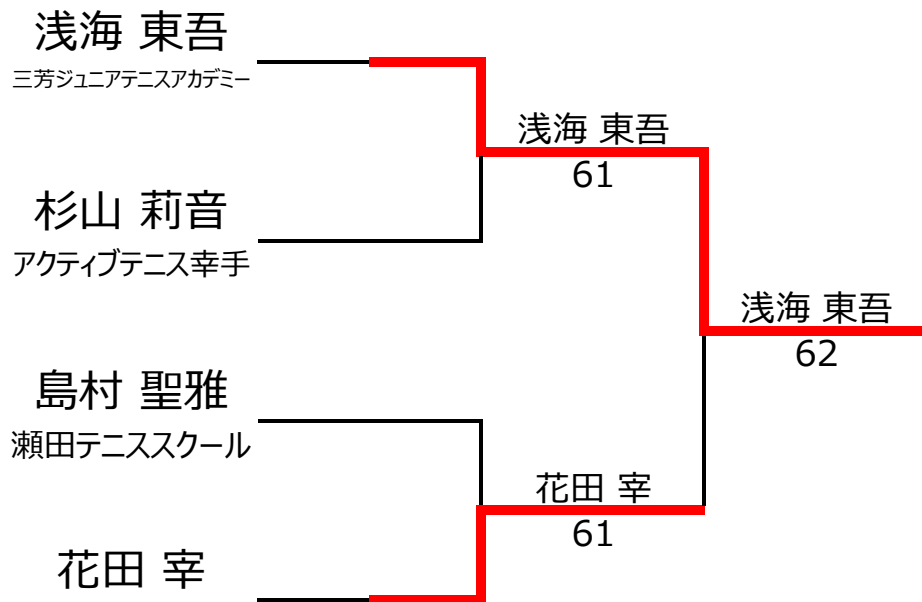 浅海 東吾
三芳ジュニアテニスアカデミー
浅海 東吾
61
杉山 莉音
アクティブテニス幸手
浅海 東吾
62
島村 聖雅
瀬田テニススクール
花田 宰
61
花田 宰